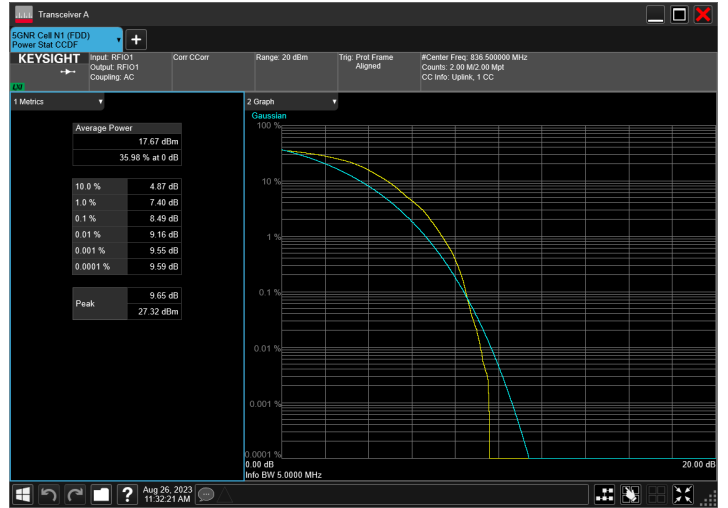 Transceiver A
5GNR Cell N1 (FDD)
Power Stat CCDF
KEYSIGHT
Input: RFIO1
Output: RFIO1
Coupling: AC
Corr CCorr
Range: 20 dBm
Trig: Prot Frame
Aligned
#Center Freq: 836.500000 MHz
Counts: 2.00 M/2.00 Mpt
CC Info: Uplink, 1 CC
LXI
1 Metrics
Average Power
17.67 dBm
35.98 % at 0 dB
10.0 % 4.87 dB
1.0 % 7.40 dB
0.1 % 8.49 dB
0.01 % 9.16 dB
0.001 % 9.55 dB
0.0001 % 9.59 dB
Peak
9.65 dB
27.32 dBm
2 Graph
Gaussian
100 %
10 %
1 %
0.1 %
0.01 %
0.001 %
0.0001 %
0.00 dB
20.00 dB
Info BW 5.0000 MHz
Aug 26, 2023
11:32:21 AM